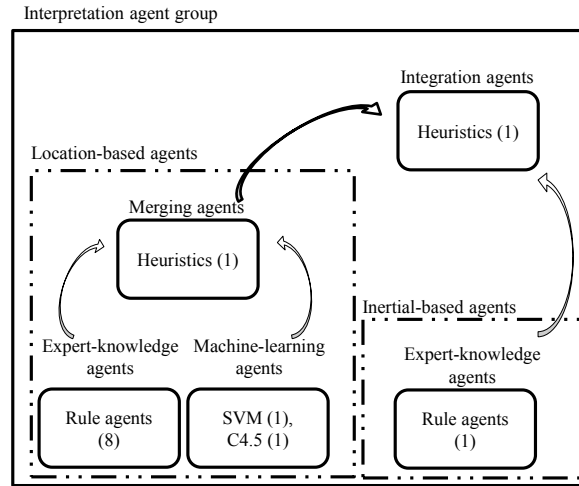 Interpretation agent group
Integration agents
Heuristics (1)
Location-based agents
Merging agents
Heuristics (1)
Expert-knowledge
agents
Rule agents
(8)
Machine-learning
agents
SVM (1),
C4.5 (1)
Inertial-based agents
Expert-knowledge
agents
Rule agents
(1)